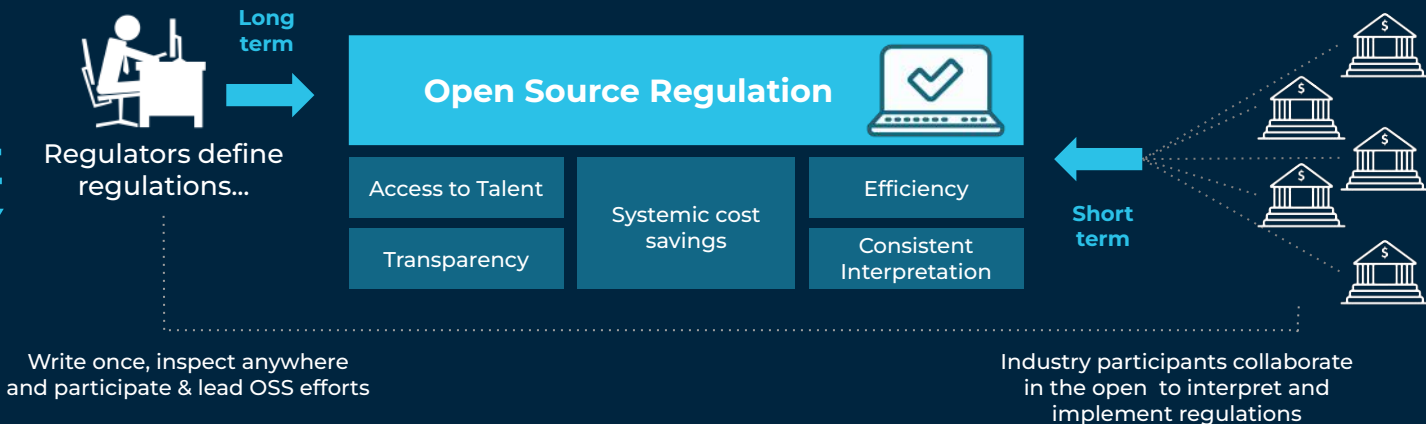 Long
term
Open Source Regulation
Regulators define
regulations...
Access to Talent
Transparency
Systemic cost
savings
Efficiency
Consistent
Interpretation
Short
term
$
$
$
$
$
Write once, inspect anywhere
and participate & lead OSS efforts
Industry participants collaborate
in the open to interpret and
implement regulations